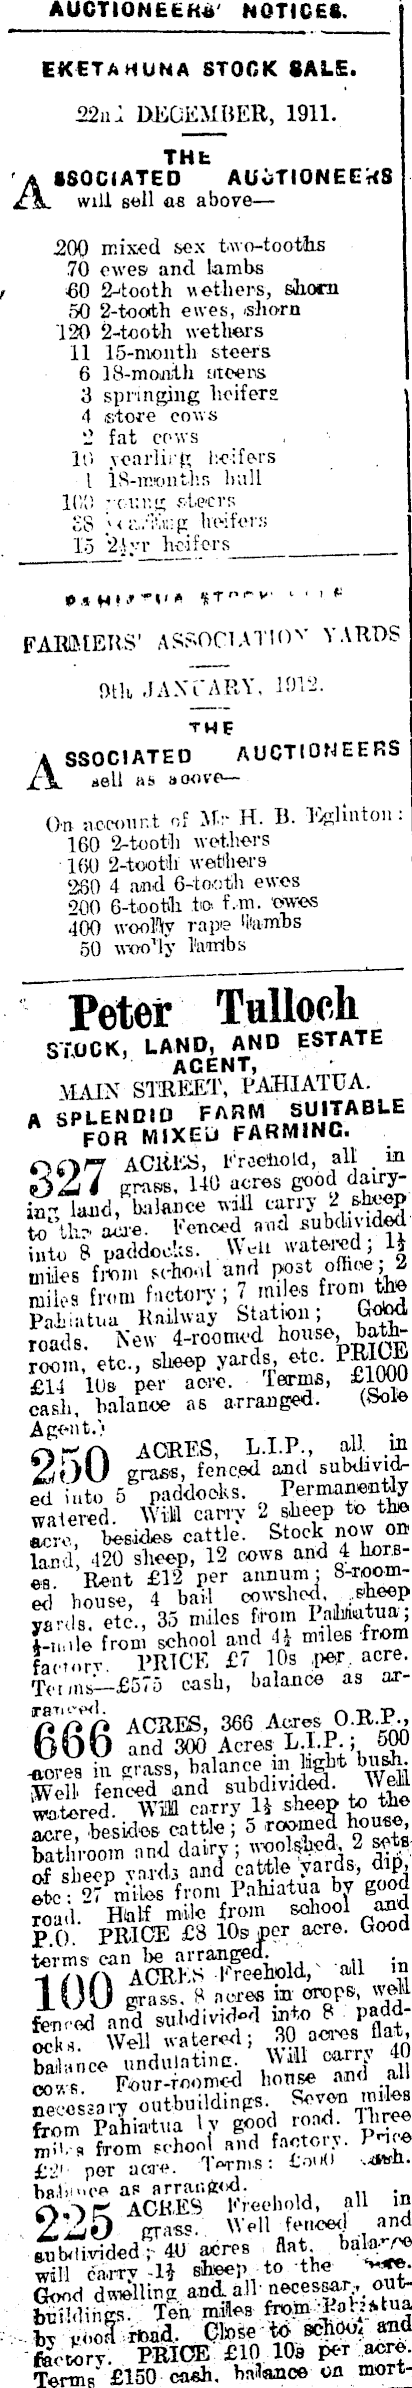 AUCTIONEERS' NOTICES.
EKETAHUNA STOCK SALE.
22nd DECEMBER, 1911.
THE
ASSOCIATED AUCTIONEERS
will sell as above—
200 mixed sex two-tooths
70 ewes and lambs
60 2-tooth wethers, shorn
50 2-tooth ewes, shorn
120 2-tooth wethers
11 15-month steers
6 18-month steers
3 springing heifers
4 store cows
2 fat cows
10 yearling heifers
1 18-months bull
100 young steers
38 yearling heifers
15 2½yr heifers
PAHIATUA STOCK
FARMERS' ASSOCIATION YARDS
9th JANUARY, 1912.
THE
ASSOCIATED AUCTIONEERS
sell as above—
On account of Mr H. B. Eglinton:
160 2-tooth wethers
160 2-tooth wethers
260 4 and 6-tooth ewes
200 6-tooth to f.m. ewes
400 woolly rape lambs
50 woolly lambs
Peter Tulloch
STOCK, LAND, AND ESTATE
AGENT,
MAIN STREET, PAHIATUA.
A SPLENDID FARM SUITABLE
FOR MIXED FARMING.
327 ACRES, Freehold, all in
grass, 140 acres good dairy-
ing land, balance will carry 2 sheep
to the acre. Fenced and subdivided
into 8 paddocks. Well watered; 1½
miles from school and post office; 2
miles from factory; 7 miles from the
Pahiatua Railway Station; Good
roads. New 4-roomed house, bath-
room, etc., sheep yards, etc. PRICE
£14 10s per acre. Terms, £1000
cash, balance as arranged. (Sole
Agent.)
250 ACRES, L.I.P., all in
grass, fenced and subdivid-
ed into 5 paddocks. Permanently
watered. Will carry 2 sheep to the
acre, besides cattle. Stock now on
land, 420 sheep, 12 cows and 4 hors-
es. Rent £12 per annum; 8-room-
ed house, 4 bail cowshed, sheep
yards, etc., 35 miles from Pahiatua;
½-mile from school and 4½ miles from
factory. PRICE £7 10s per acre.
Terms—£575 cash, balance as ar-
ranged.
666 ACRES, 366 Acres O.R.P.,
and 300 Acres L.I.P.; 500
acres in grass, balance in light bush.
Well fenced and subdivided. Well
watered. Will carry 1½ sheep to the
acre, besides cattle; 5 roomed house,
bathroom and dairy; woolshed, 2 sets
of sheep yards and cattle yards, dip,
etc: 27 miles from Pahiatua by good
road. Half mile from school and
P.O. PRICE £8 10s per acre. Good
terms can be arranged.
100 ACRES Freehold, all in
grass, 8 acres in crops, well
fenced and subdivided into 8 padd-
ocks. Well watered; 30 acres flat,
balance undulating. Will carry 40
cows. Four-roomed house and all
necessary outbuildings. Seven miles
from Pahiatua by good road. Three
miles from school and factory. Price
per acre. Terms: £500 cash.
balance as arranged.
225 ACRES Freehold, all in
grass. Well fenced and
subdivided; 40 acres flat, balance
will carry 1½ sheep to the acre.
Good dwelling and all necessary out-
buildings. Ten miles from Pahiatua
by good road. Close to school and
factory. PRICE £10 10s per acre.
Terms £150 cash, balance on mort-